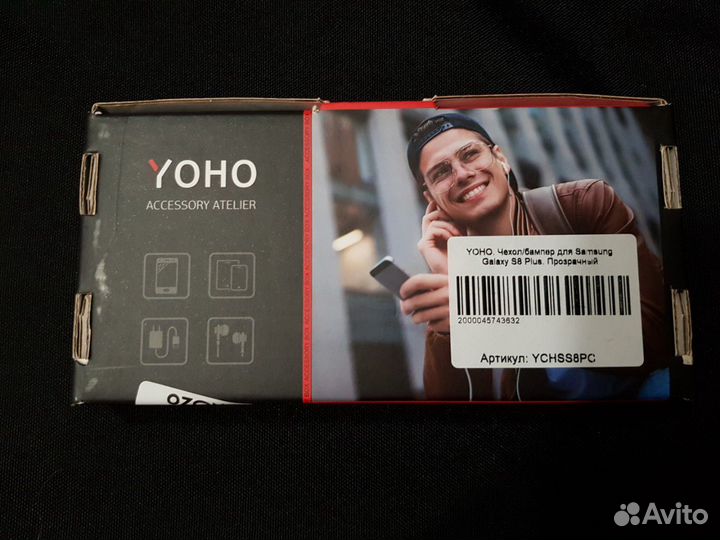 YOHO
ACCESSORY ATELIER
YOHO. Чехол/бампер для Samsung
Galaxy S8 Plus. Прозрачный
2000045743632
Артикул: YCHSS8PC
Avito